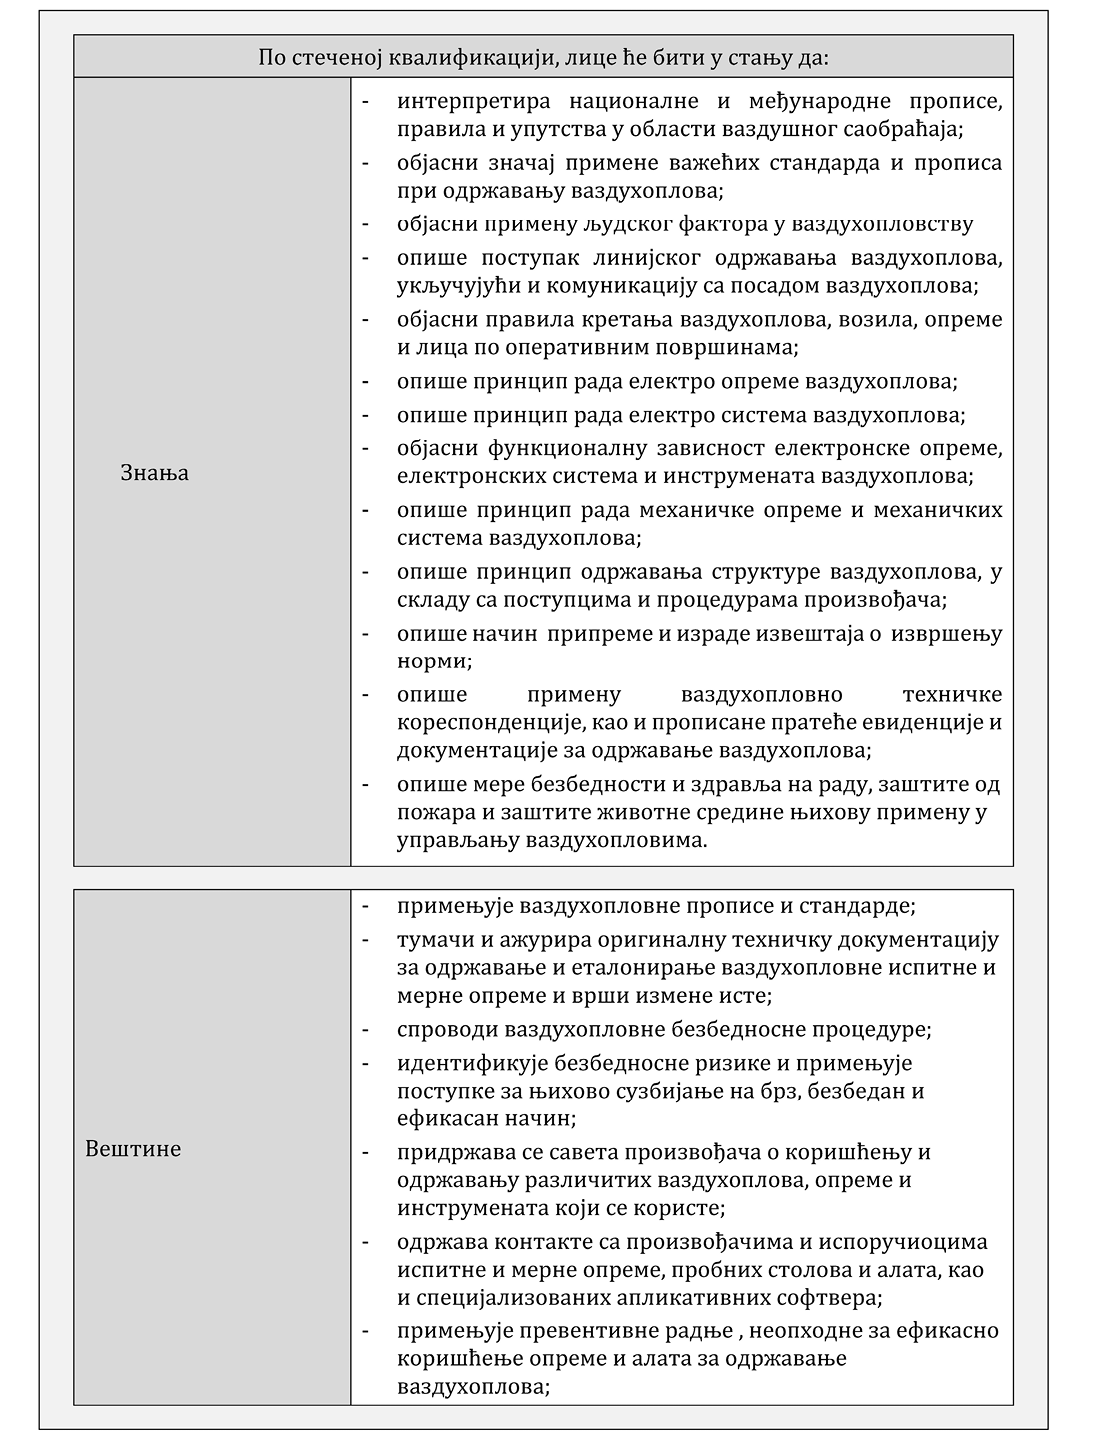 По стеченој квалификацији, лице ће бити у стању да:
Знања
- интерпретира националне и међународне прописе,
правила и упутства у области ваздушног саобраћаја;
- објасни значај примене важећих стандарда и прописа
при одржавању ваздухоплова;
- објасни примену људског фактора у ваздухопловству
- опише поступак линијског одржавања ваздухоплова,
укључујући и комуникацију са посадом ваздухоплова;
- објасни правила кретања ваздухоплова, возила, опреме
и лица по оперативним површинама;
- опише принцип рада електро опреме ваздухоплова;
- опише принцип рада електро система ваздухоплова;
- објасни функционалну зависност електронске опреме,
електронских система и инструмената ваздухоплова;
- опише принцип рада механичке опреме и механичких
система ваздухоплова;
- опише принцип одржавања структуре ваздухоплова, у
складу са поступцима и процедурама произвођача;
- опише начин припреме и израде извештаја о извршењу
норми;
- опише примену ваздухопловно техничке
кореспонденције, као и прописане пратеће евиденције и
документације за одржавање ваздухоплова;
- опише мере безбедности и здравља на раду, заштите од
пожара и заштите животне средине њихову примену у
управљању ваздухопловима.
Вештине
- примењује ваздухопловне прописе и стандарде;
- тумачи и ажурира оригиналну техничку документацију
за одржавање и еталонирање ваздухопловне испитне и
мерне опреме и врши измене исте;
- спроводи ваздухопловне безбедносне процедуре;
- идентификује безбедносне ризике и примењује
поступке за њихово сузбијање на брз, безбедан и
ефикасан начин;
- придржава се савета произвођача о коришћењу и
одржавању различитих ваздухоплова, опреме и
инструмената који се користе;
- одржава контакте са произвођачима и испоручиоцима
испитне и мерне опреме, пробних столова и алата, као
и специјализованих апликативних софтвера;
- примењује превентивне радње , неопходне за ефикасно
коришћење опреме и алата за одржавање
ваздухоплова;